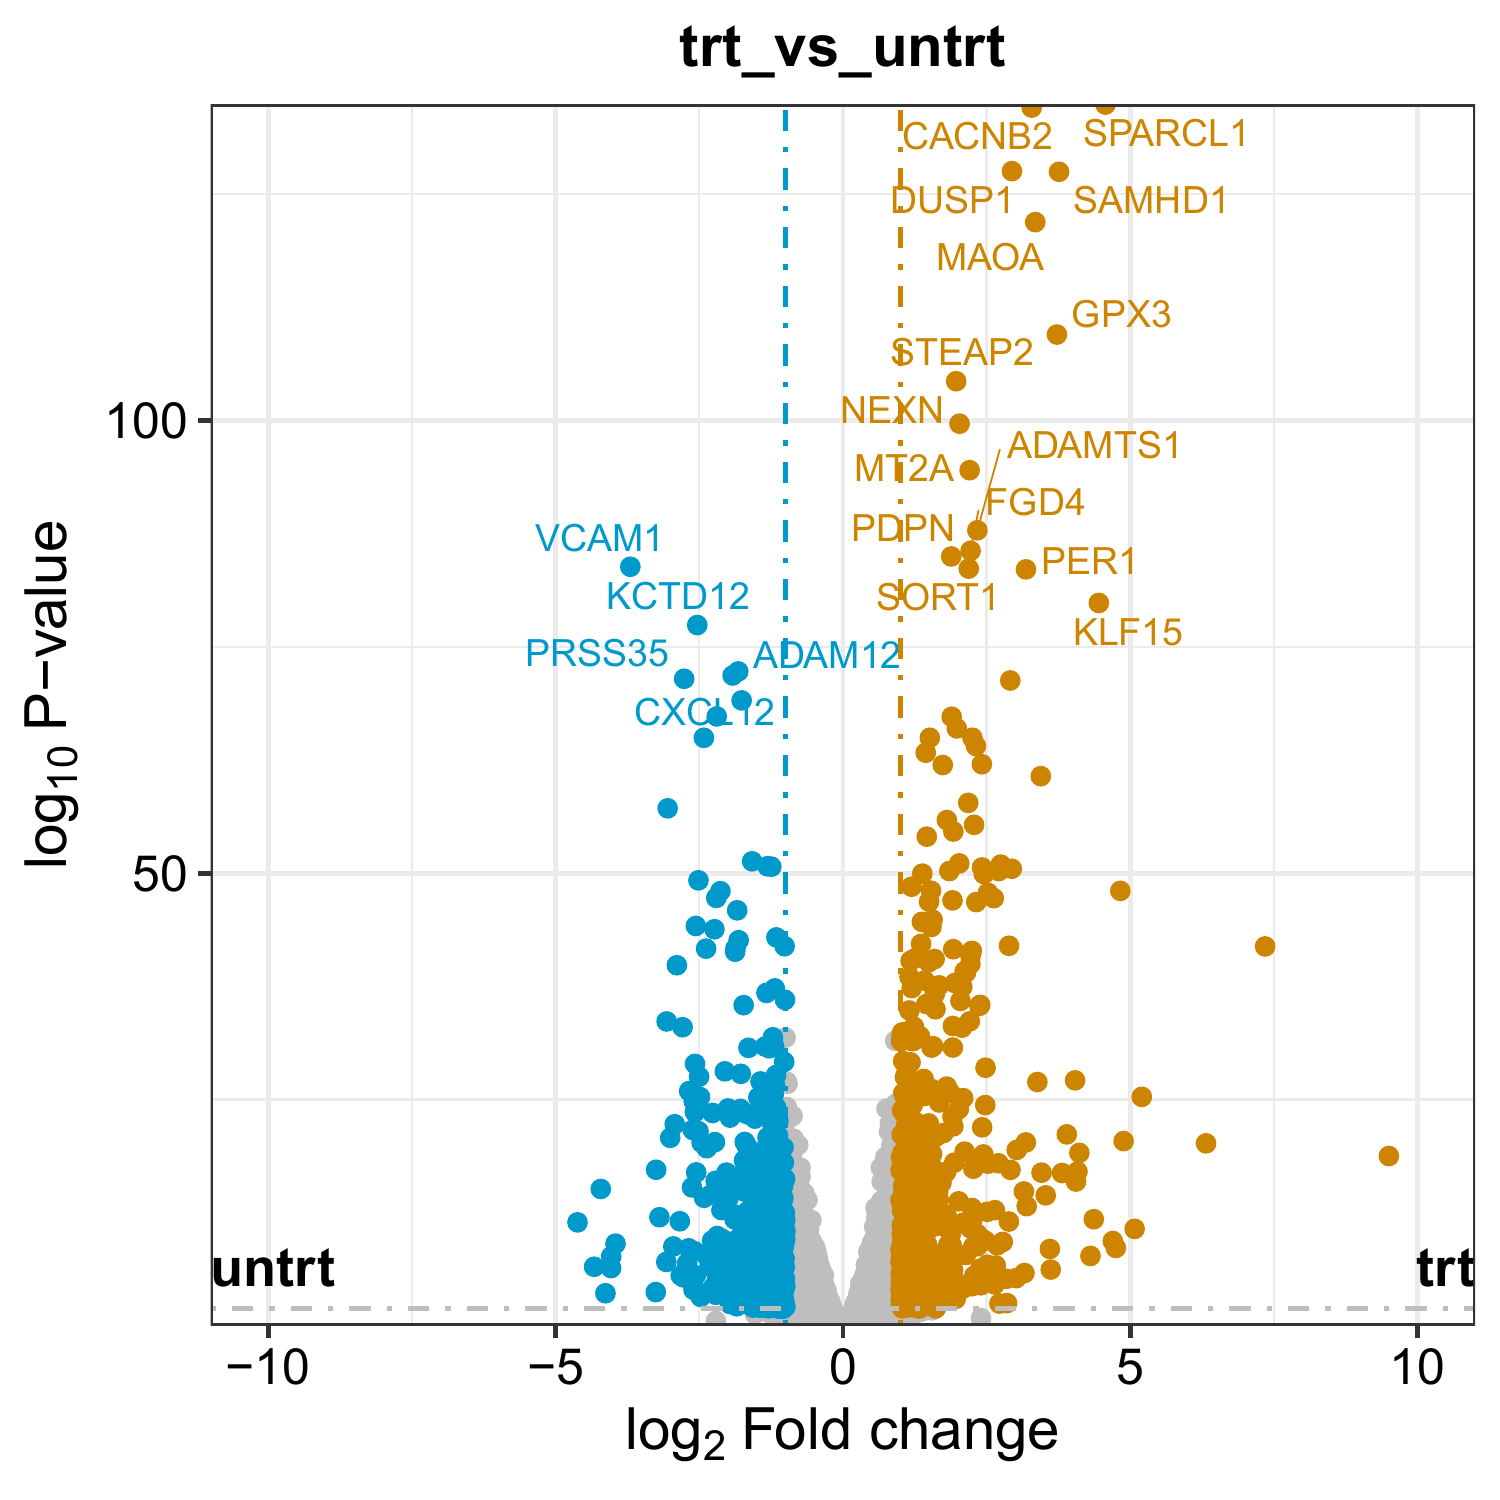 trt_vs_untrt
CACNB2
SPARCL1
DUSP1
SAMHD1
MAOA
GPX3
STEAP2
NEXN
ADAMTS1
MT2A
FGD4
PDPN
VCAM1
PER1
KCTD12
SORT1
KLF15
PRSS35
ADAM12
CXCL12
untrt
trt
100
50
log10 P−value
−10
−5
0
5
10
log2 Fold change